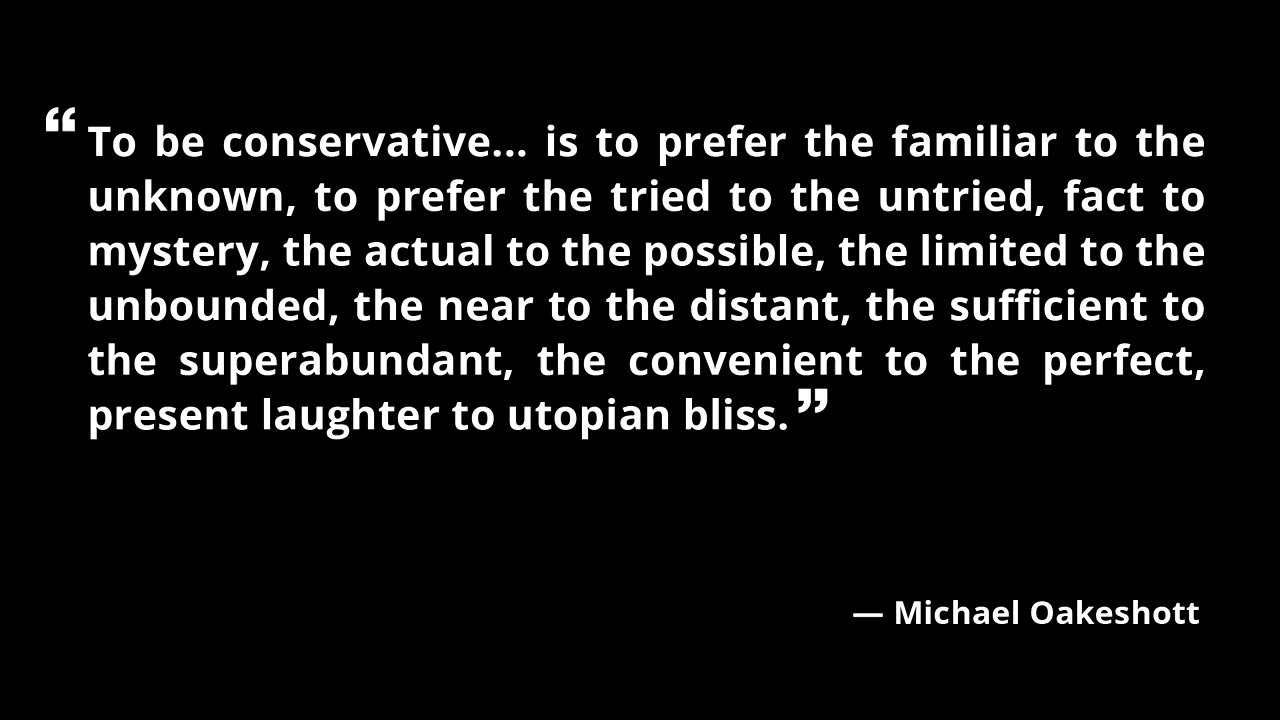 “To be conservative... is to prefer the familiar to the
unknown, to prefer the tried to the untried, fact to
mystery, the actual to the possible, the limited to the
unbounded, the near to the distant, the sufficient to
the superabundant, the convenient to the perfect,
present laughter to utopian bliss.”
— Michael Oakeshott